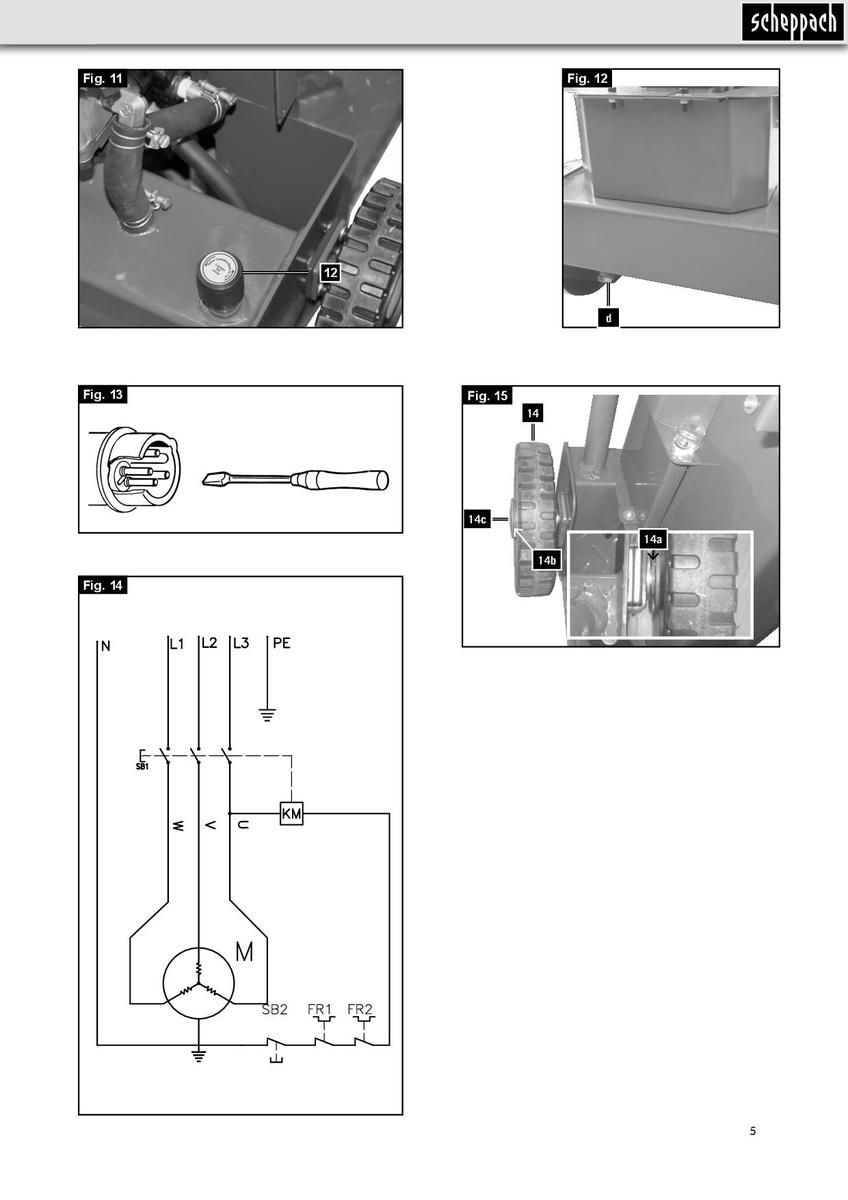 scheppach
Fig. 11
12
Fig. 12
d
Fig. 13
Fig. 15
14
14c
14b
14a
Fig. 14
N
L1
L2
L3
PE
SB1
KM
W
V
U
M
SB2
FR1
FR2
5